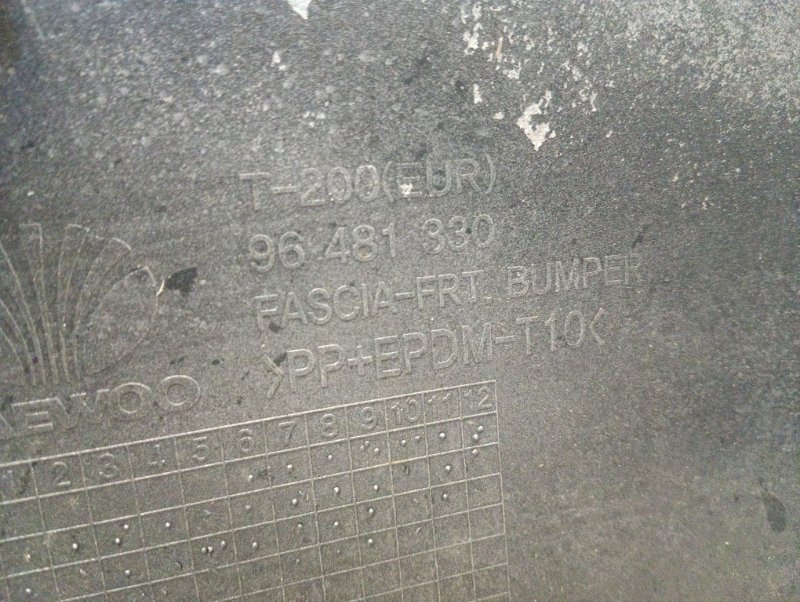 T-200(EUR)
96 481 330
FASCIA-FRT. BUMPER
>PP+EPDM-T10<
AEWOO
1 2 3 4 5 6 7 8 9 10 11 12